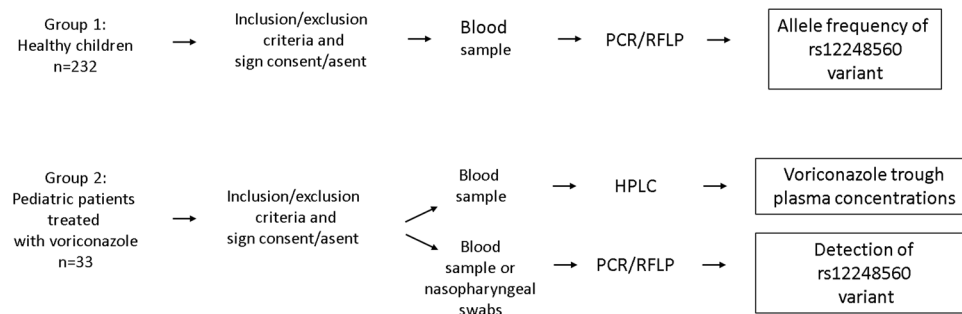 Group 1:
Healthy children
n=232
Inclusion/exclusion
criteria and
sign consent/asent
Blood
sample
PCR/RFLP
Allele frequency of
rs12248560
variant
Group 2:
Pediatric patients
treated
with voriconazole
n=33
Inclusion/exclusion
criteria and
sign consent/asent
Blood
sample
HPLC
Voriconazole trough
plasma concentrations
Blood
sample or
nasopharyngeal
swabs
PCR/RFLP
Detection of
rs12248560
variant